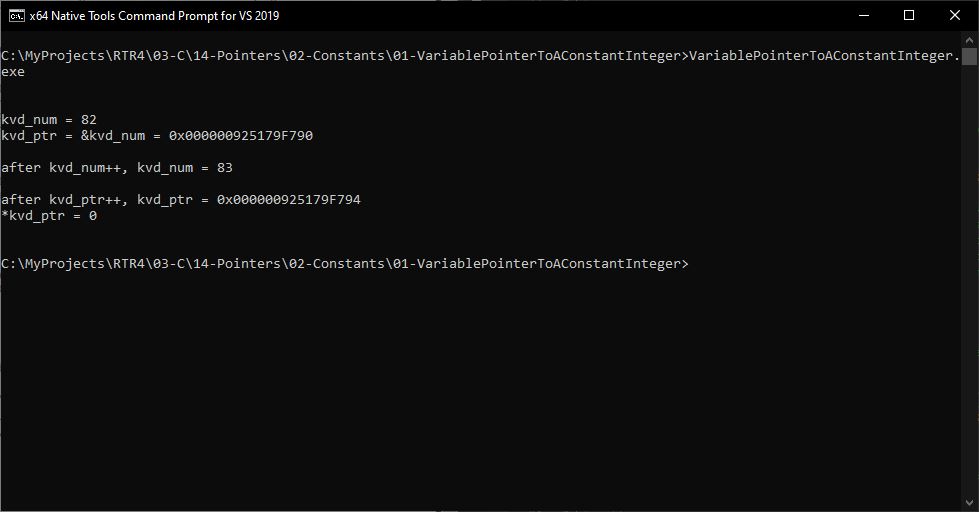 x64 Native Tools Command Prompt for VS 2019
C:\MyProjects\RTR4\03-C\14-Pointers\02-Constants\01-VariablePointerToAConstantInteger>VariablePointerToAConstantInteger.
exe
kvd_num = 82
kvd_ptr = &kvd_num = 0x000000925179F790
after kvd_num++, kvd_num = 83
after kvd_ptr++, kvd_ptr = 0x000000925179F794
*kvd_ptr = 0
C:\MyProjects\RTR4\03-C\14-Pointers\02-Constants\01-VariablePointerToAConstantInteger>